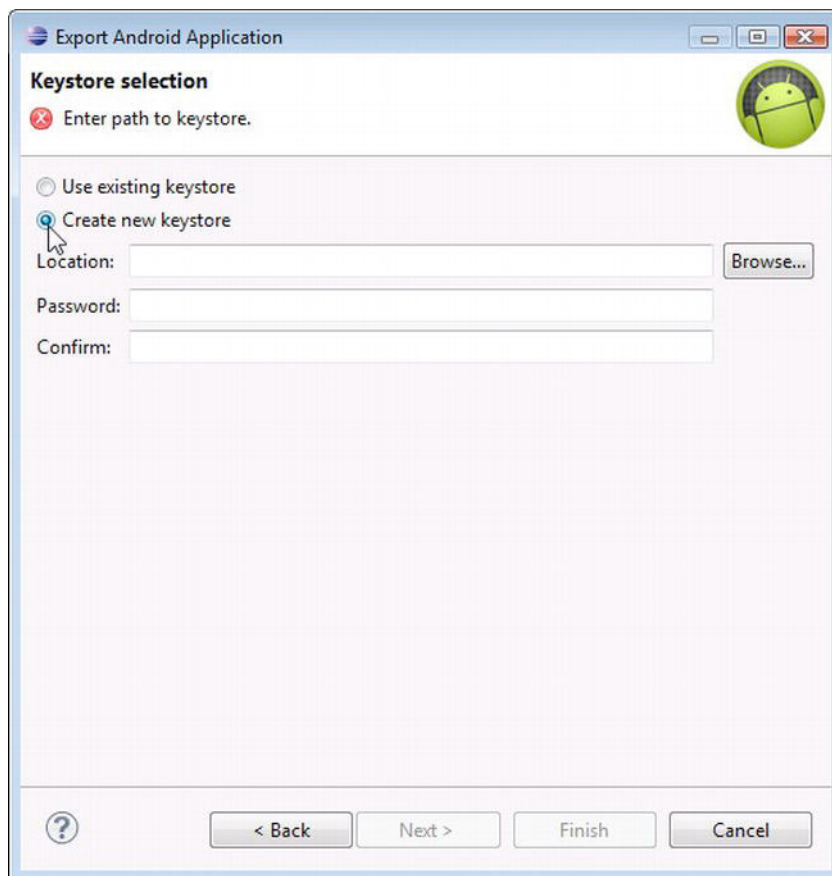 Export Android Application
Keystore selection
Enter path to keystore.
Use existing keystore
Create new keystore
Location:
Browse...
Password:
Confirm:
?
< Back
Next >
Finish
Cancel